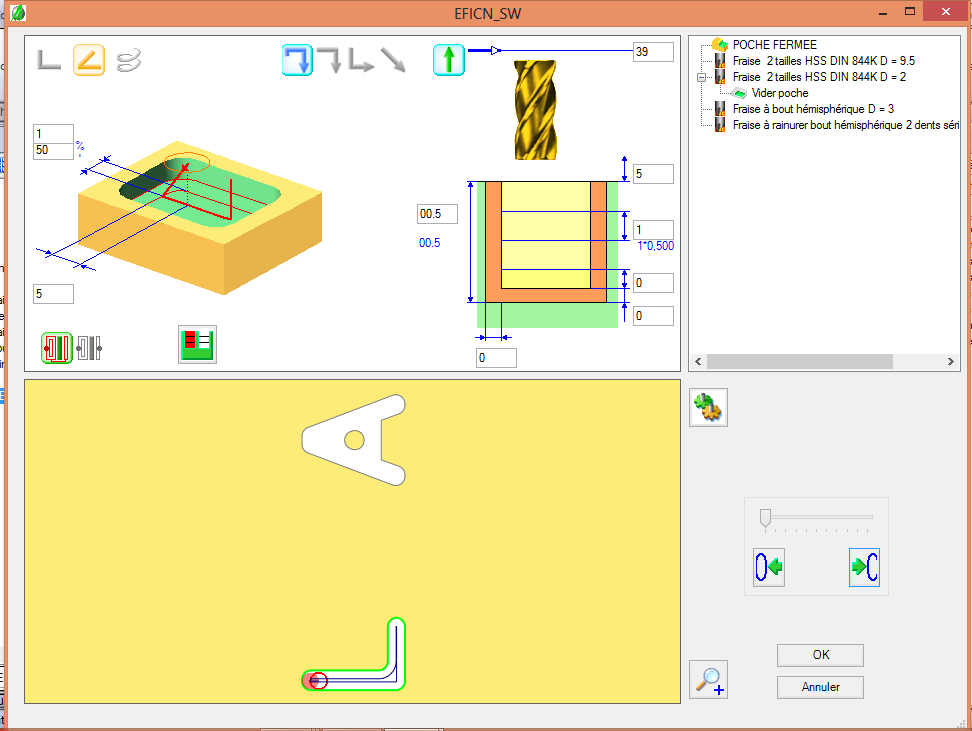 EFICN_SW
39
1
50
%
5
5
00.5
00.5
1
1*0,500
0
0
0
POCHE FERMEE
Fraise 2 tailles HSS DIN 844K D = 9.5
Fraise 2 tailles HSS DIN 844K D = 2
Vider poche
Fraise à bout hémisphérique D = 3
Fraise à rainurer bout hémisphérique 2 dents séri
OK
Annuler